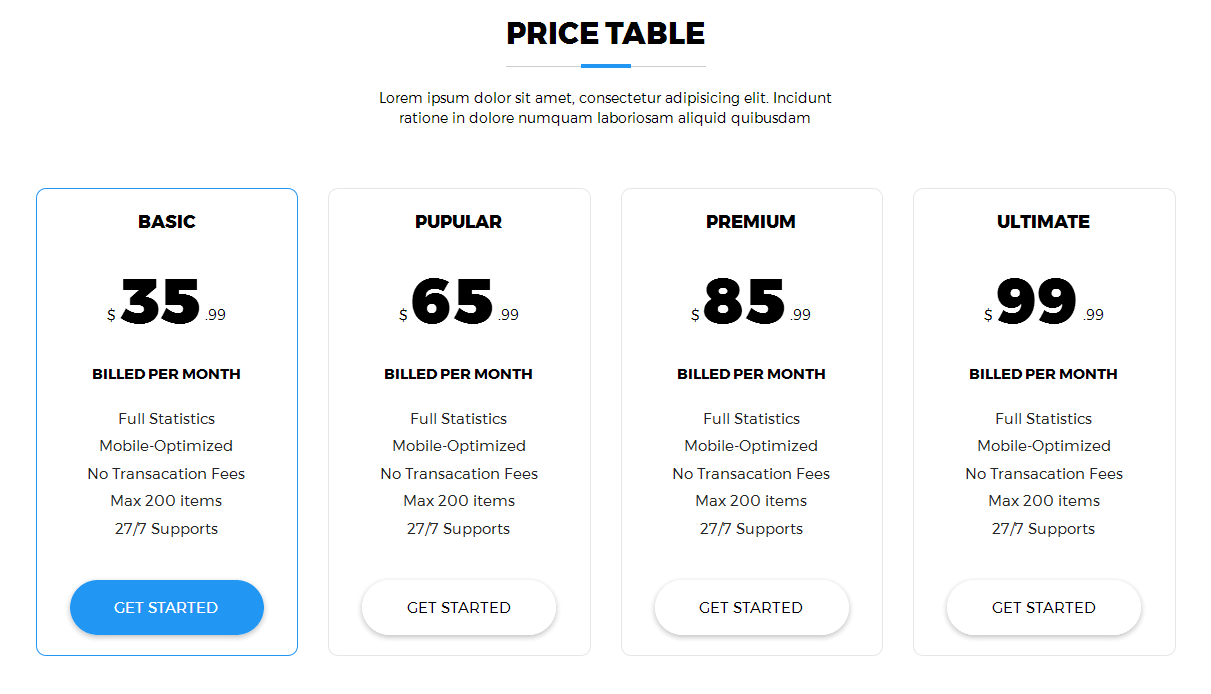 PRICE TABLE
Lorem ipsum dolor sit amet, consectetur adipisicing elit. Incidunt
ratione in dolore numquam laboriosam aliquid quibusdam
BASIC
$ 35 .99
BILLED PER MONTH
Full Statistics
Mobile-Optimized
No Transacation Fees
Max 200 items
27/7 Supports
GET STARTED
PUPULAR
$ 65 .99
BILLED PER MONTH
Full Statistics
Mobile-Optimized
No Transacation Fees
Max 200 items
27/7 Supports
GET STARTED
PREMIUM
$ 85 .99
BILLED PER MONTH
Full Statistics
Mobile-Optimized
No Transacation Fees
Max 200 items
27/7 Supports
GET STARTED
ULTIMATE
$ 99 .99
BILLED PER MONTH
Full Statistics
Mobile-Optimized
No Transacation Fees
Max 200 items
27/7 Supports
GET STARTED